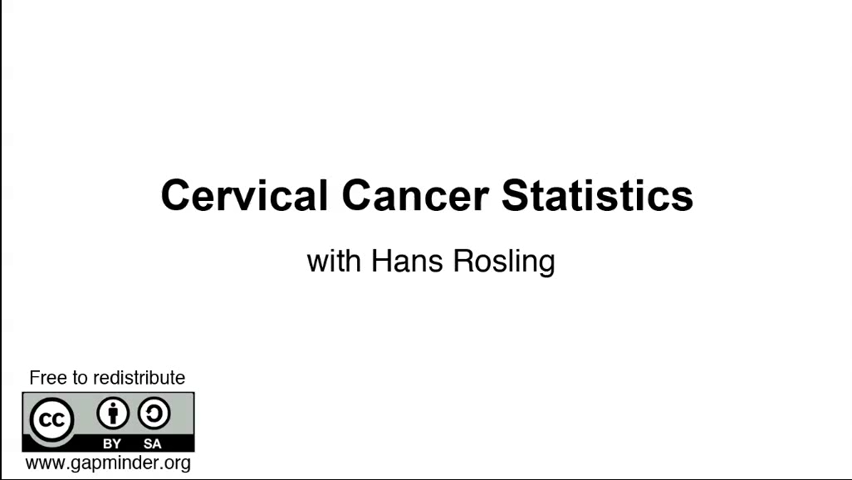 Cervical Cancer Statistics
with Hans Rosling
Free to redistribute
cc
BY SA
www.gapminder.org